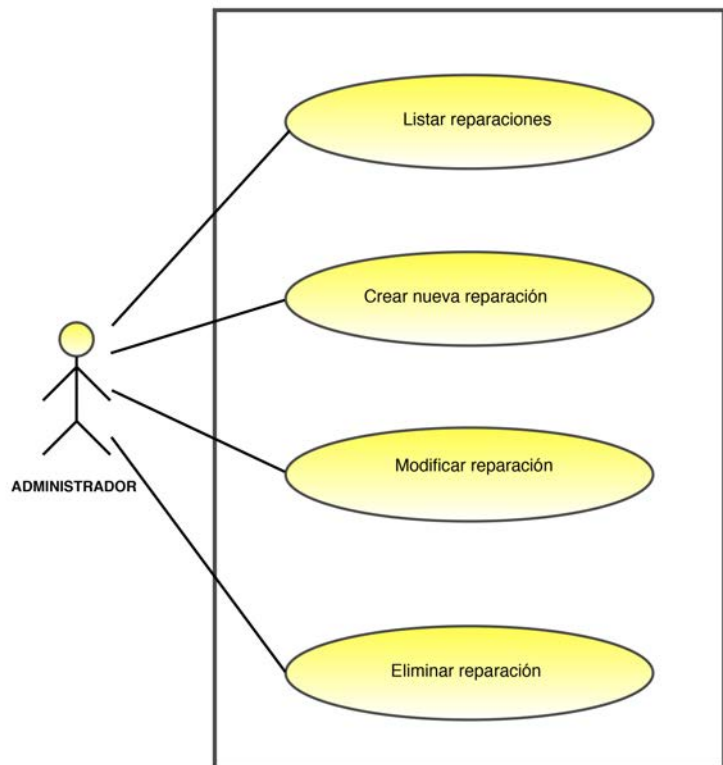 Listar reparaciones
Crear nueva reparación
Modificar reparación
ADMINISTRADOR
Eliminar reparación